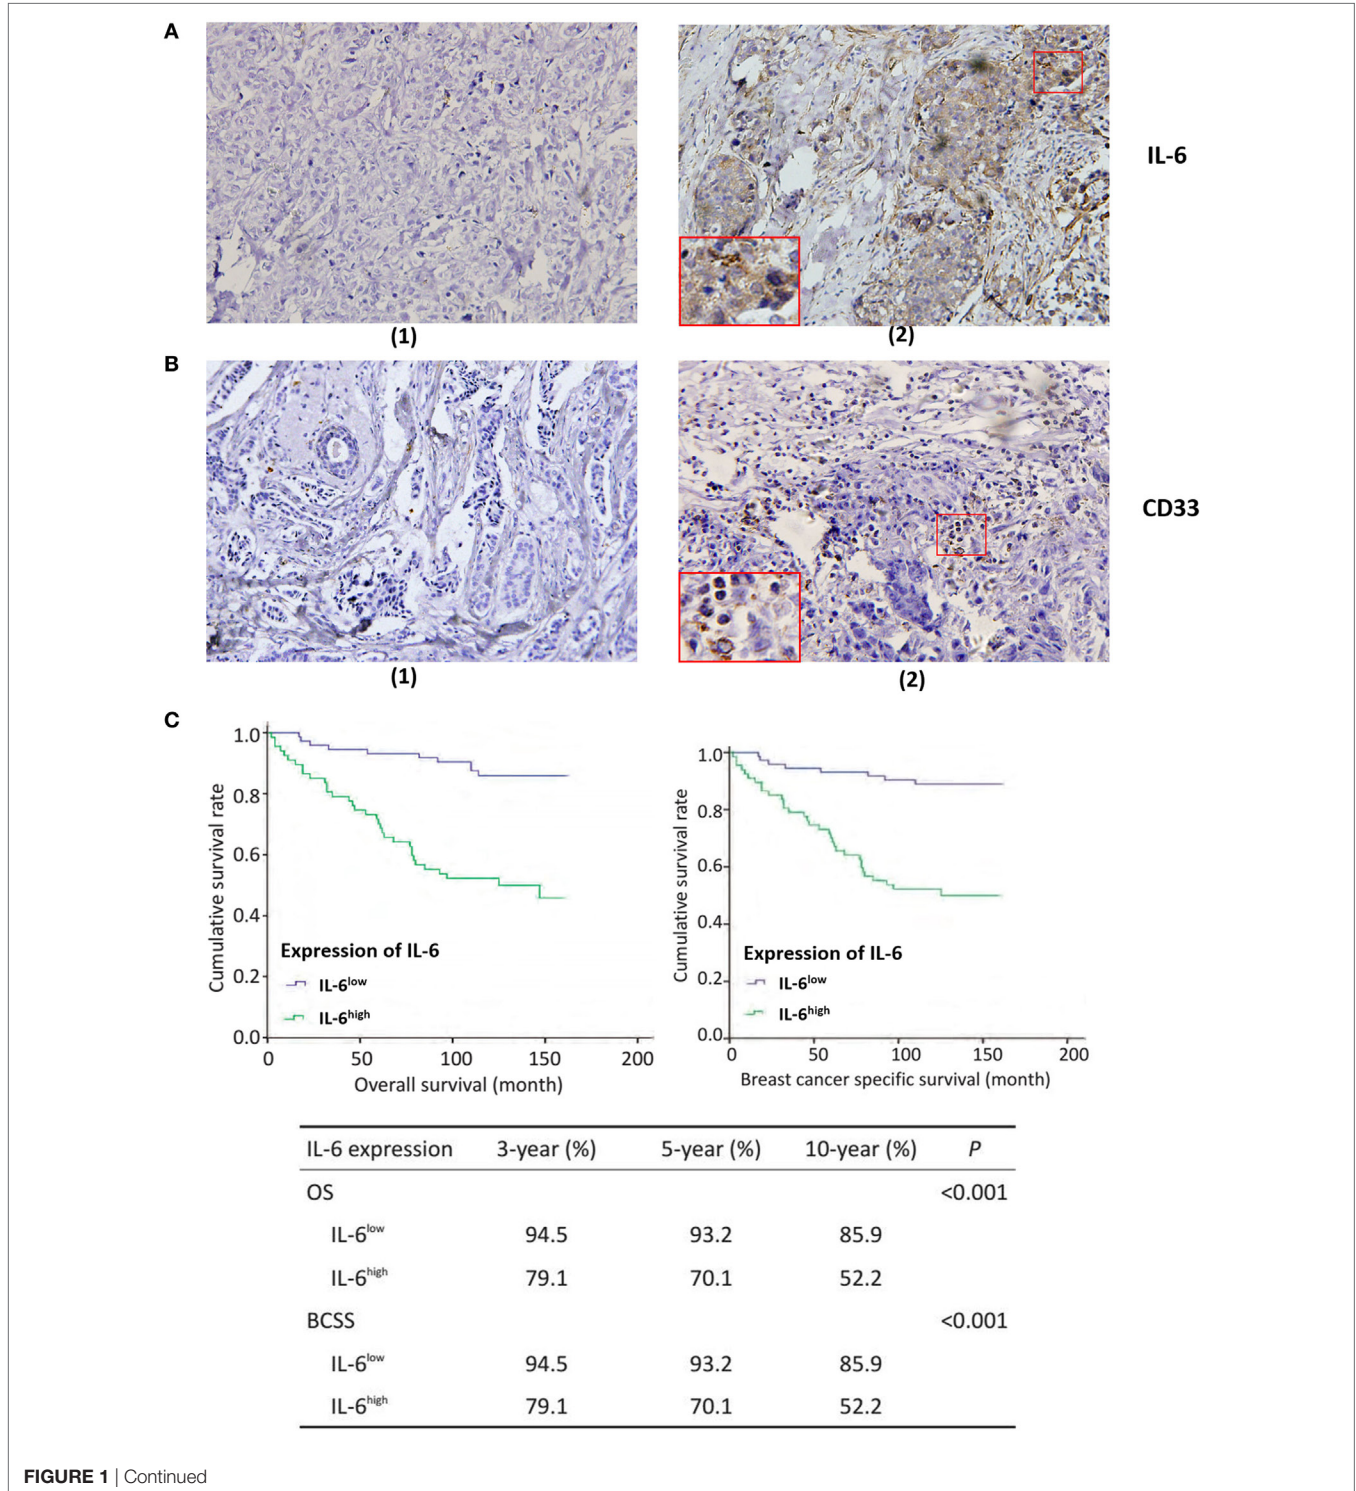 A
IL-6
(1)
(2)
B
CD33
(1)
(2)
C
1.0
0.8
0.6
0.4
0.2
0.0
Cumulative survival rate
Expression of IL-6
IL-6low
IL-6high
0 50 100 150 200
Overall survival (month)
1.0
0.8
0.6
0.4
0.2
0.0
Cumulative survival rate
Expression of IL-6
IL-6low
IL-6high
0 50 100 150 200
Breast cancer specific survival (month)
IL-6 expression 3-year (%) 5-year (%) 10-year (%) P
OS <0.001
IL-6low 94.5 93.2 85.9
IL-6high 79.1 70.1 52.2
BCSS <0.001
IL-6low 94.5 93.2 85.9
IL-6high 79.1 70.1 52.2
FIGURE 1 | Continued